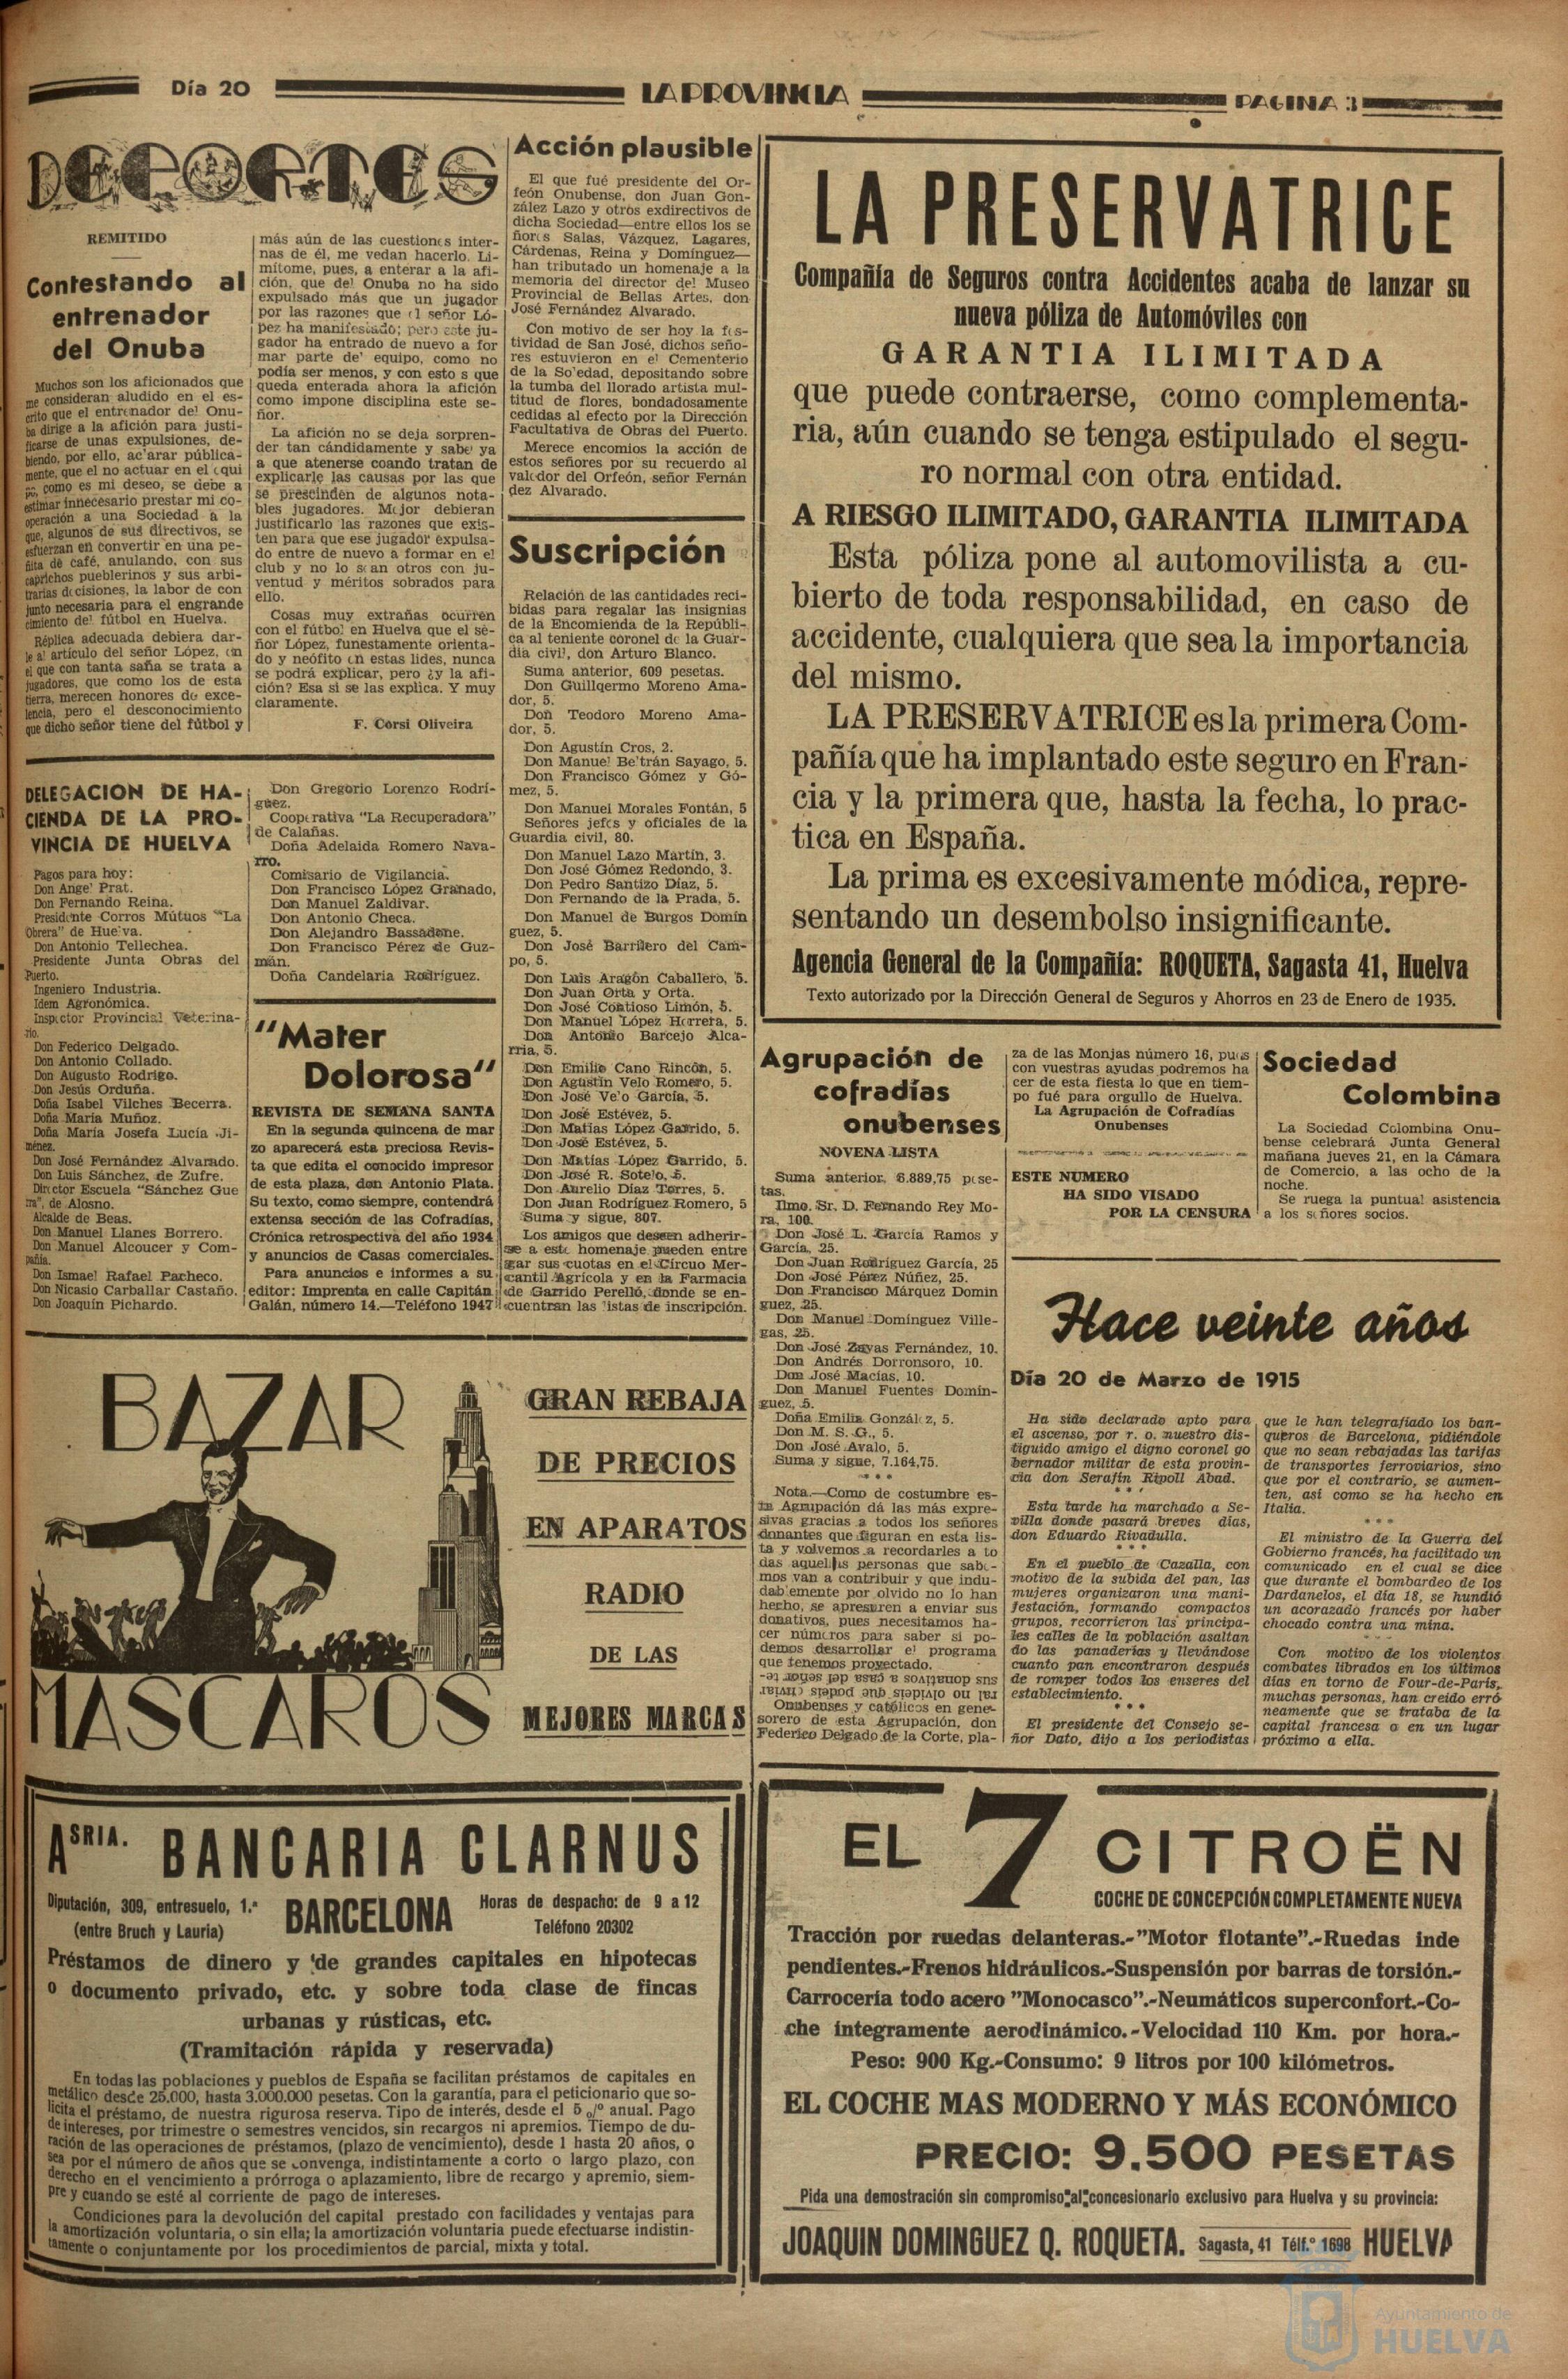 Día 20
LA PROVINCIA
PAGINA 3
DEPORTES
REMITIDO
Contestando al
entrenador
del Onuba
Muchos son los aficionados que
me consideran aludido en el es-
crito que el entrenador del Onu-
ba dirige a la afición para justi-
ficarse de unas expulsiones, de-
biendo, por ello, ac'arar pública-
mente, que el no actuar en el equi
po, como es mi deseo, se debe a
estimar innecesario prestar mi co-
operación a una Sociedad a la
que, algunos de sus directivos, se
esfuerzan en convertir en una pe-
ñita de café, anulando, con sus
caprichos pueblerinos y sus arbi-
trarias decisiones, la labor de con
junto necesaria para el engrande
cimiento del fútbol en Huelva.
Réplica adecuada debiera dar-
le al artículo del señor López, en
el que con tanta saña se trata a
jugadores, que como los de esta
tierra, merecen honores de exce-
lencia, pero el desconocimiento
que dicho señor tiene del fútbol y
más aún de las cuestiones inter-
nas de él, me vedan hacerlo. Li-
mítome, pues, a enterar a la afi-
ción, que del Onuba no ha sido
expulsado más que un jugador
por las razones que el señor Ló-
pez ha manifestado; pero este ju-
gador ha entrado de nuevo a for
mar parte de' equipo, como no
podía ser menos, y con esto s que
queda enterada ahora la afición
como impone disciplina este se-
ñor.
La afición no se deja sorpren-
der tan cándidamente y sabe ya
a que atenerse coando tratan de
explicarle las causas por las que
se prescinden de algunos nota-
bles jugadores. Mejor debieran
justificarlo las razones que exis-
ten para que ese jugador expulsa-
do entre de nuevo a formar en el
club y no lo sean otros con ju-
ventud y méritos sobrados para
ello.
Cosas muy extrañas ocurren
con el fútbol en Huelva que el se-
ñor López, funestamente orienta-
do y neófito en estas lides, nunca
se podrá explicar, pero ¿y la afi-
ción? Esa si se las explica. Y muy
claramente.
F. Corsi Oliveira
DELEGACION DE HA-
CIENDA DE LA PRO-
VINCIA DE HUELVA
Pagos para hoy:
Don Ange' Prat.
Don Fernando Reina.
Presidente Corros Mútuos "La
Obrera" de Hue'va.
Don Antonio Tellechea.
Presidente Junta Obras del
Puerto.
Ingeniero Industria.
Idem Agronómica.
Inspector Provincial Veterina-
rio.
Don Federico Delgado.
Don Antonio Collado.
Don Augusto Rodrigo.
Don Jesús Orduña.
Doña Isabel Vilches Becerra.
Doña María Muñoz.
Doña María Josefa Lucía Ji-
ménez.
Don José Fernández Alvarado.
Don Luis Sánchez, de Zufre.
Director Escuela "Sánchez Gue
rra", de Alosno.
Alcalde de Beas.
Don Manuel Llanes Borrero.
Don Manuel Alcoucer y Com-
pañía.
Don Ismael Rafael Pacheco.
Don Nicasio Carballar Castaño.
Don Joaquín Pichardo.
Don Gregorio Lorenzo Rodrí-
guez.
Cooperativa "La Recuperadora"
de Calañas.
Doña Adelaida Romero Nava-
rro.
Comisario de Vigilancia.
Don Francisco López Granado,
Don Manuel Zaldivar.
Don Antonio Checa.
Don Alejandro Bassadone.
Don Francisco Pérez de Guz-
mán.
Doña Candelaria Rodríguez.
"Mater
Dolorosa"
REVISTA DE SEMANA SANTA
En la segunda quincena de mar
zo aparecerá esta preciosa Revis-
ta que edita el conocido impresor
de esta plaza, don Antonio Plata.
Su texto, como siempre, contendrá
extensa sección de las Cofradías,
Crónica retrospectiva del año 1934
y anuncios de Casas comerciales.
Para anuncios e informes a su
editor: Imprenta en calle Capitán
Galán, número 14.—Teléfono 1947
Acción plausible
El que fué presidente del Or-
feón Onubense, don Juan Gon-
zález Lazo y otros exdirectivos de
dicha Sociedad—entre ellos los se
ñores Salas, Vázquez, Lagares,
Cárdenas, Reina y Domínguez—
han tributado un homenaje a la
memoria del director del Museo
Provincial de Bellas Artes, don
José Fernández Alvarado.
Con motivo de ser hoy la fes-
tividad de San José, dichos seño-
res estuvieron en el Cementerio
de la So'edad, depositando sobre
la tumba del llorado artista mul-
titud de flores, bondadosamente
cedidas al efecto por la Dirección
Facultativa de Obras del Puerto.
Merece encomios la acción de
estos señores por su recuerdo al
valedor del Orfeón, señor Fernán
dez Alvarado.
Suscripción
Relación de las cantidades reci-
bidas para regalar las insignias
de la Encomienda de la Repúbli-
ca al teniente coronel de la Guar-
dia civil, don Arturo Blanco.
Suma anterior, 609 pesetas.
Don Guillqermo Moreno Ama-
dor, 5.
Don Teodoro Moreno Ama-
dor, 5.
Don Agustín Cros, 2.
Don Manuel Be'trán Sayago, 5.
Don Francisco Gómez y Gó-
mez, 5.
Don Manuel Morales Fontán, 5
Señores jefes y oficiales de la
Guardia civil, 80.
Don Manuel Lazo Martín, 3.
Don José Gómez Redondo, 3.
Don Pedro Santizo Díaz, 5.
Don Fernando de la Prada, 5.
Don Manuel de Burgos Domín
guez, 5.
Don José Barrilero del Cam-
po, 5.
Don Luis Aragón Caballero, 5.
Don Juan Orta y Orta.
Don José Contioso Limón, 5.
Don Manuel López Herrera, 5.
Don Antonio Barcejo Alca-
rria, 5.
Don Emilio Cano Rincón, 5.
Don Agustín Velo Romero, 5.
Don José Ve'o García, 5.
Don José Estévez, 5.
Don Matías López Garrido, 5.
Don José Estévez, 5.
Don Matías López Garrido, 5.
Don José R. Sotelo, 5.
Don Aurelio Díaz Torres, 5.
Don Juan Rodríguez Romero, 5
Suma y sigue, 807.
Los amigos que deseen adherir-
se a este homenaje pueden entre
gar sus cuotas en el Círcuo Mer-
cantil Agrícola y en la Farmacia
de Garrido Perelló, donde se en-
cuentran las listas de inscripción.
LA PRESERVATRICE
Compañía de Seguros contra Accidentes acaba de lanzar su
nueva póliza de Automóviles con
GARANTIA ILIMITADA
que puede contraerse, como complementa-
ria, aún cuando se tenga estipulado el segu-
ro normal con otra entidad.
A RIESGO ILIMITADO, GARANTIA ILIMITADA
Esta póliza pone al automovilista a cu-
bierto de toda responsabilidad, en caso de
accidente, cualquiera que sea la importancia
del mismo.
LA PRESERVATRICE es la primera Com-
pañía que ha implantado este seguro en Fran-
cia y la primera que, hasta la fecha, lo prac-
tica en España.
La prima es excesivamente módica, repre-
sentando un desembolso insignificante.
Agencia General de la Compañía: ROQUETA, Sagasta 41, Huelva
Texto autorizado por la Dirección General de Seguros y Ahorros en 23 de Enero de 1935.
Agrupación de
cofradías
onubenses
NOVENA LISTA
Suma anterior, 6.889,75 pese-
tas.
Ilmo. Sr. D. Fernando Rey Mo-
ra, 100.
Don José L. García Ramos y
García, 25.
Don Juan Rodríguez García, 25
Don José Pérez Núñez, 25.
Don Francisco Márquez Domin
guez, 25.
Don Manuel Domínguez Ville-
gas, 25.
Don José Zayas Fernández, 10.
Don Andrés Dorronsoro, 10.
Don José Macías, 10.
Don Manuel Fuentes Domín-
guez, 5.
Doña Emilia González, 5.
Don M. S. G., 5.
Don José Avalo, 5.
Suma y sigue, 7.164,75.
* * *
Nota.—Como de costumbre es-
ta Agrupación dá las más expre-
sivas gracias a todos los señores
donantes que figuran en esta lis-
ta y volvemos a recordarles a to
das aquellas personas que sabe-
mos van a contribuir y que indu-
dab'emente por olvido no lo han
hecho, se apresuren a enviar sus
donativos, pues necesitamos ha-
cer números para saber si po-
demos desarrollar el programa
que tenemos proyectado.
sus donativos a casa del señor te-
ral no olvideis que podeis enviar
Onubenses y católicos en gene-
sorero de esta Agrupación, don
Federico Delgado de la Corte, pla-
za de las Monjas número 16, pues
con vuestras ayudas podremos ha
cer de esta fiesta lo que en tiem-
po fué para orgullo de Huelva.
La Agrupación de Cofradías
Onubenses
ESTE NUMERO
HA SIDO VISADO
POR LA CENSURA
Sociedad
Colombina
La Sociedad Colombina Onu-
bense celebrará Junta General
mañana jueves 21, en la Cámara
de Comercio, a las ocho de la
noche.
Se ruega la puntual asistencia
a los señores socios.
Hace veinte años
Día 20 de Marzo de 1915
Ha sido declarado apto para
el ascenso, por r. o. nuestro dis-
tiguido amigo el digno coronel go
bernador militar de esta provin-
cia don Serafín Ripoll Abad.
* * *
Esta tarde ha marchado a Se-
villa donde pasará breves días,
don Eduardo Rivadulla.
* * *
En el pueblo de Cazalla, con
motivo de la subida del pan, las
mujeres organizaron una mani-
festación, formando compactos
grupos, recorrieron las principa-
les calles de la población asaltan
do las panaderías y llevándose
cuanto pan encontraron después
de romper todos los enseres del
establecimiento.
* * *
El presidente del Consejo se-
ñor Dato, dijo a los periodistas
que le han telegrafiado los ban-
queros de Barcelona, pidiéndole
que no sean rebajadas las tarifas
de transportes ferroviarios, sino
que por el contrario, se aumen-
ten, así como se ha hecho en
Italia.
* * *
El ministro de la Guerra del
Gobierno francés, ha facilitado un
comunicado en el cual se dice
que durante el bombardeo de los
Dardanelos, el día 18, se hundió
un acorazado francés por haber
chocado contra una mina.
Con motivo de los violentos
combates librados en los últimos
días en torno de Four-de-París,
muchas personas, han creido erró
neamente que se trataba de la
capital francesa o en un lugar
próximo a ella.
BAZAR
MASCAROS
GRAN REBAJA
DE PRECIOS
EN APARATOS
RADIO
DE LAS
MEJORES MARCAS
ASRIA. BANCARIA CLARNUS
Diputación, 309, entresuelo, 1.ª
(entre Bruch y Lauria)
BARCELONA
Horas de despacho: de 9 a 12
Teléfono 20302
Préstamos de dinero y de grandes capitales en hipotecas
o documento privado, etc. y sobre toda clase de fincas
urbanas y rústicas, etc.
(Tramitación rápida y reservada)
En todas las poblaciones y pueblos de España se facilitan préstamos de capitales en
metálico desde 25.000, hasta 3.000.000 pesetas. Con la garantía, para el peticionario que so-
licita el préstamo, de nuestra rigurosa reserva. Tipo de interés, desde el 5 o/o anual. Pago
de intereses, por trimestre o semestres vencidos, sin recargos ni apremios. Tiempo de du-
ración de las operaciones de préstamos, (plazo de vencimiento), desde 1 hasta 20 años, o
sea por el número de años que se convenga, indistintamente a corto o largo plazo, con
derecho en el vencimiento a prórroga o aplazamiento, libre de recargo y apremio, siem-
pre y cuando se esté al corriente de pago de intereses.
Condiciones para la devolución del capital prestado con facilidades y ventajas para
la amortización voluntaria, o sin ella; la amortización voluntaria puede efectuarse indistin-
tamente o conjuntamente por los procedimientos de parcial, mixta y total.
EL 7 CITROËN
COCHE DE CONCEPCIÓN COMPLETAMENTE NUEVA
Tracción por ruedas delanteras.-"Motor flotante".-Ruedas inde
pendientes.-Frenos hidráulicos.-Suspensión por barras de torsión.-
Carrocería todo acero "Monocasco".-Neumáticos superconfort.-Co-
che íntegramente aerodinámico.-Velocidad 110 Km. por hora.-
Peso: 900 Kg.-Consumo: 9 litros por 100 kilómetros.
EL COCHE MAS MODERNO Y MÁS ECONÓMICO
PRECIO: 9.500 PESETAS
Pida una demostración sin compromiso al concesionario exclusivo para Huelva y su provincia:
JOAQUIN DOMINGUEZ Q. ROQUETA. Sagasta, 41 Télf.º 1698 HUELVA
Ayuntamiento de
HUELVA